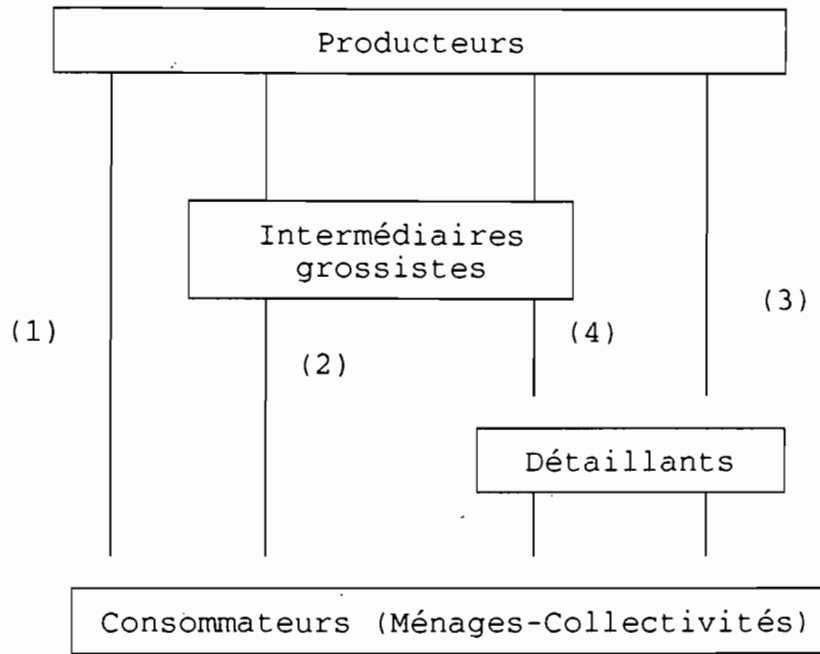 Producteurs
Intermédiaires
grossistes
(3)
(1)
(4)
(2)
Détaillants
Consommateurs (Ménages-Collectivités)